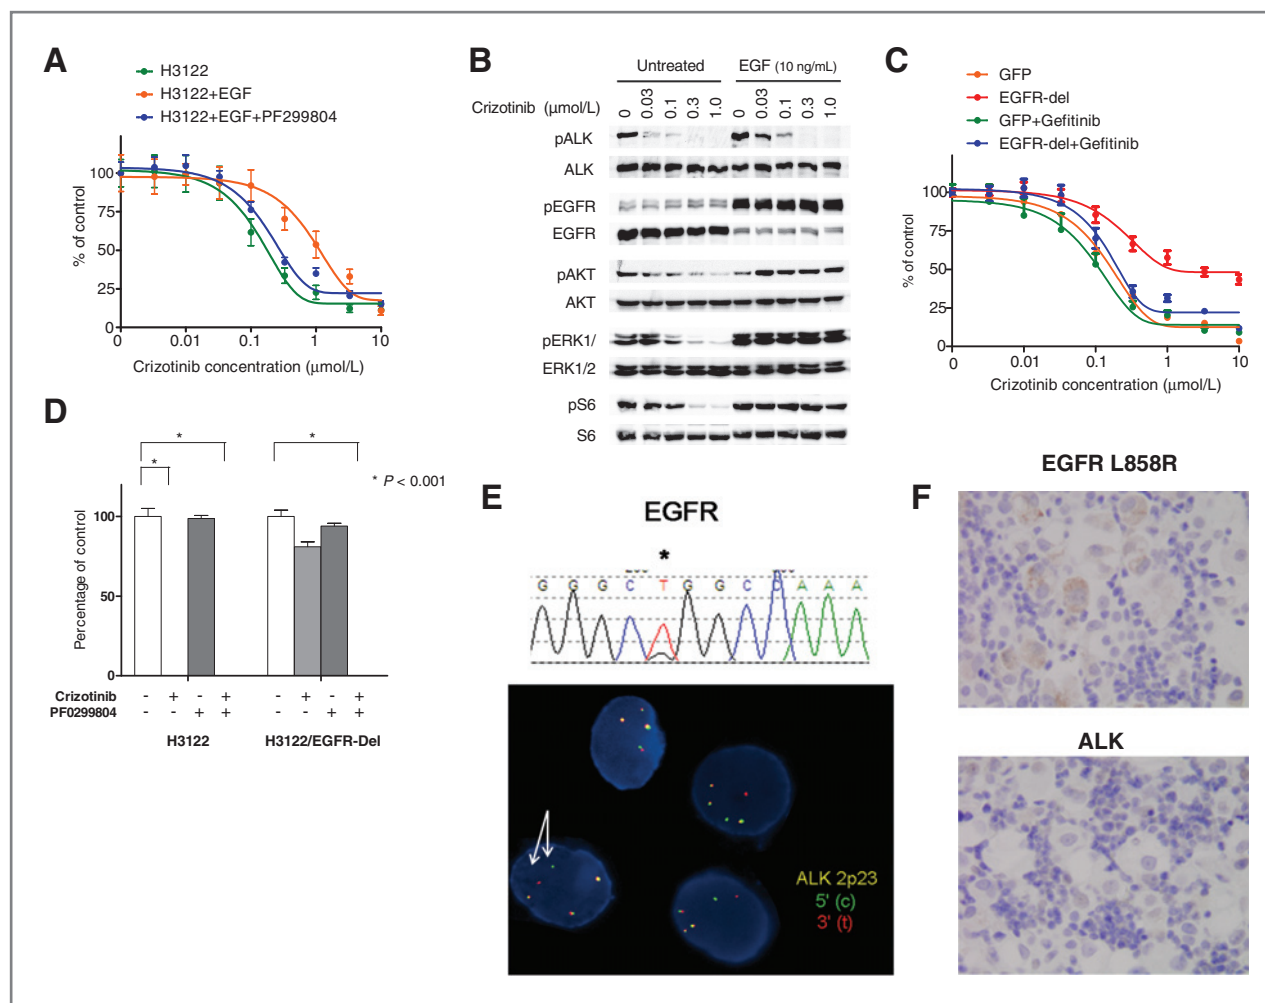 A
H3122
H3122+EGF
H3122+EGF+PF299804
% of control
100
75
50
25
0
0 0.01 0.1 1 10
Crizotinib concentration (μmol/L)
B
Untreated EGF (10 ng/mL)
Crizotinib (μmol/L) 0 0.03 0.1 0.3 1.0 0 0.03 0.1 0.3 1.0
pALK
ALK
pEGFR
EGFR
pAKT
AKT
pERK1/
ERK1/2
pS6
S6
C
GFP
EGFR-del
GFP+Gefitinib
EGFR-del+Gefitinib
% of control
100
75
50
25
0
0 0.01 0.1 1 10
Crizotinib concentration (μmol/L)
D
* *
*
* P < 0.001
Percentage of control
100
50
0
Crizotinib - + - + - + - +
PF0299804 - - + + - - + +
H3122 H3122/EGFR-Del
E
EGFR
*
G G G C T G G C C A A A
ALK 2p23
5' (c)
3' (t)
F
EGFR L858R
ALK